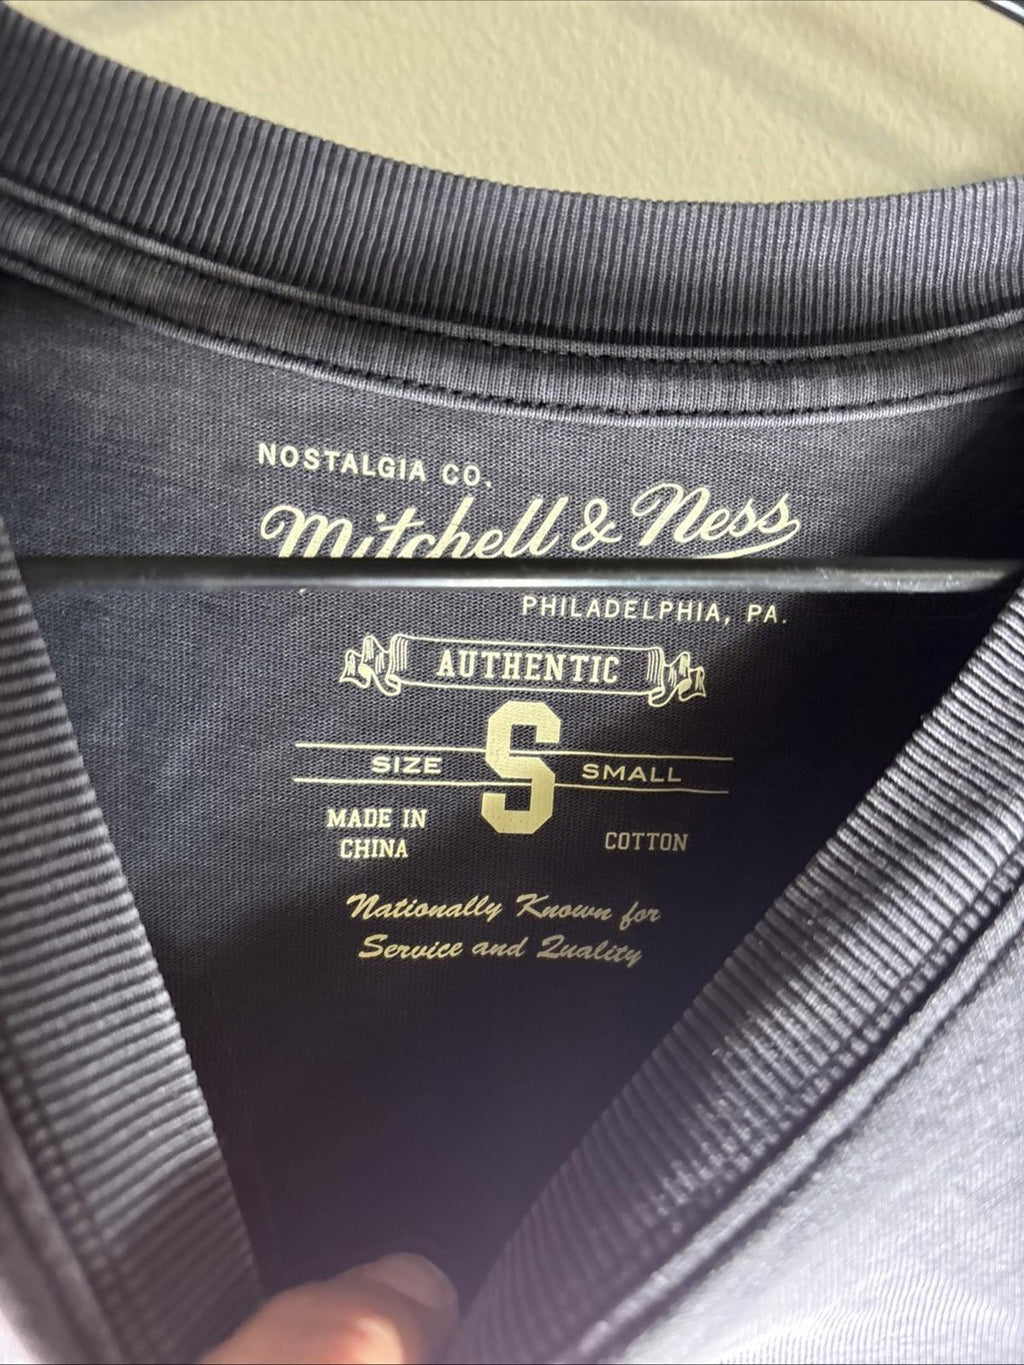 NOSTALGIA CO.
Mitchell & Ness
PHILADELPHIA, PA.
AUTHENTIC
S
SIZE SMALL
MADE IN
CHINA
COTTON
Nationally Known for
Service and Quality